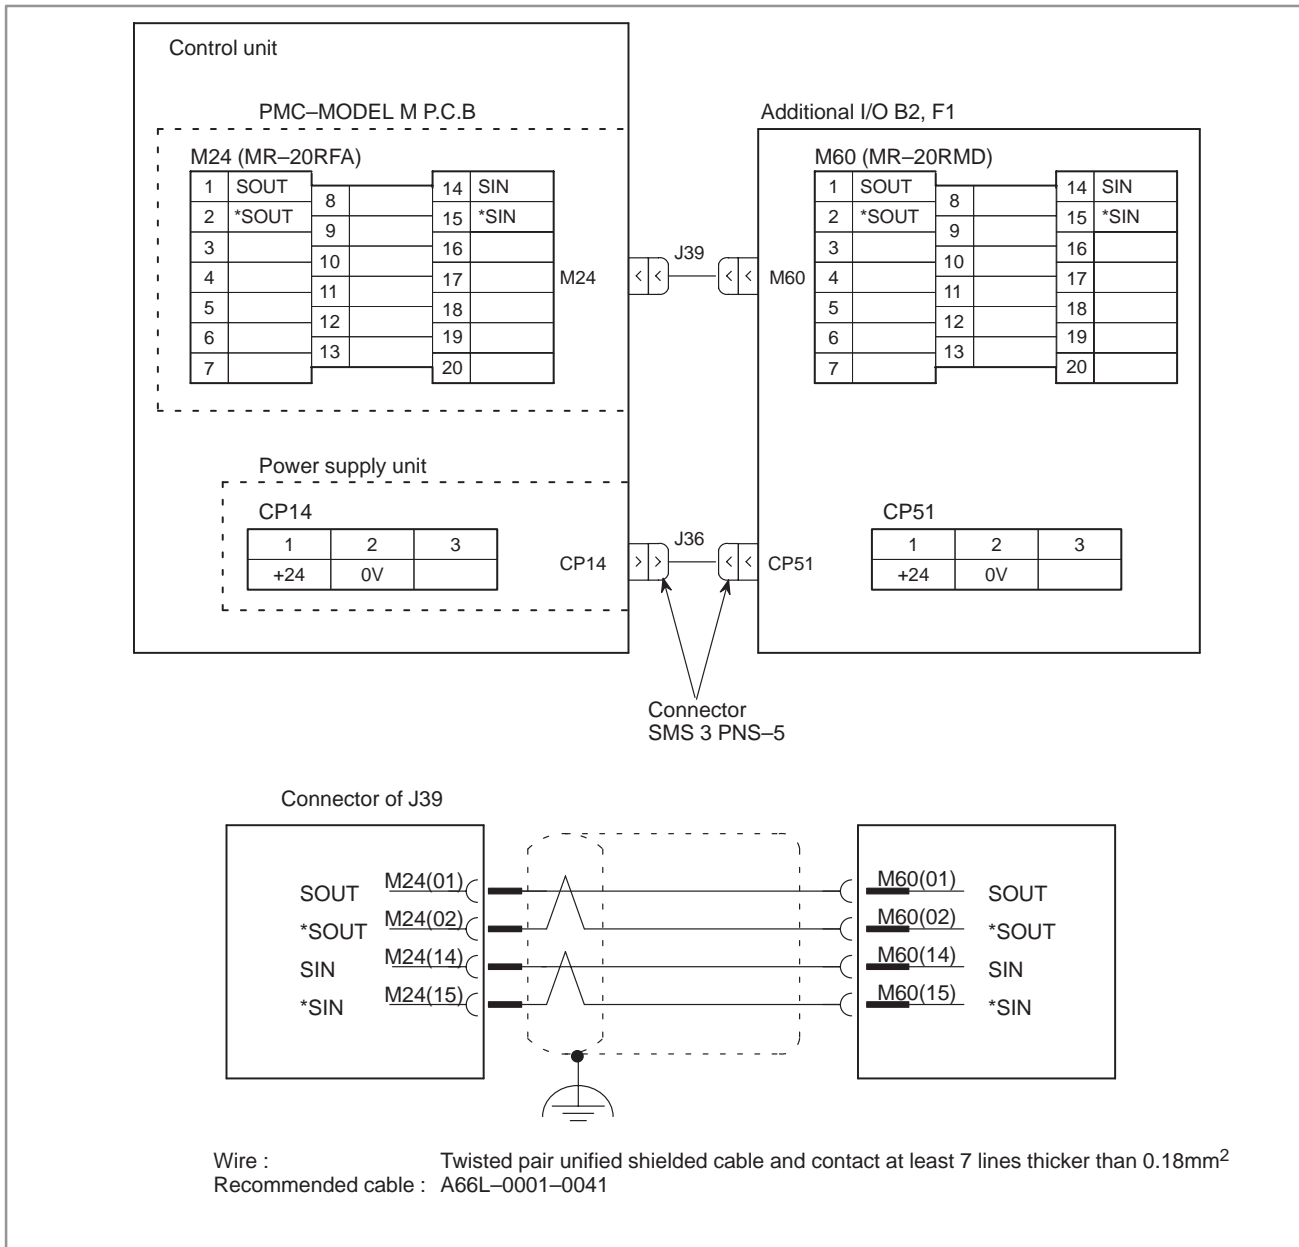 Control unit
PMC–MODEL M P.C.B
Additional I/O B2, F1
M24 (MR–20RFA)
1 SOUT
2 *SOUT
3
4
5
6
7
8
9
10
11
12
13
14 SIN
15 *SIN
16
17
18
19
20
M24
J39
M60
M60 (MR–20RMD)
1 SOUT
2 *SOUT
3
4
5
6
7
8
9
10
11
12
13
14 SIN
15 *SIN
16
17
18
19
20
Power supply unit
CP14
1 2 3
+24 0V
CP14
J36
CP51
CP51
1 2 3
+24 0V
Connector
SMS 3 PNS–5
Connector of J39
SOUT M24(01) M60(01) SOUT
*SOUT M24(02) M60(02) *SOUT
SIN M24(14) M60(14) SIN
*SIN M24(15) M60(15) *SIN
Wire : Twisted pair unified shielded cable and contact at least 7 lines thicker than 0.18mm2
Recommended cable : A66L–0001–0041